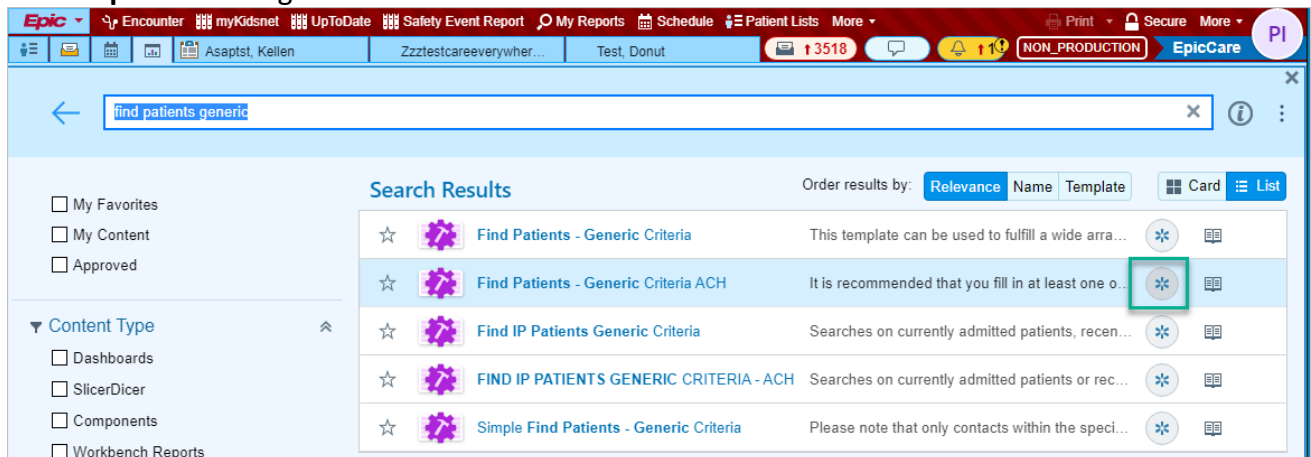 Epic Encounter myKidsnet UpToDate Safety Event Report My Reports Schedule Patient Lists More Print Secure More PI
Asaptst, Kellen Zzztestcareeverywher... Test, Donut 3518 NON_PRODUCTION EpicCare
find patients generic
Search Results Order results by: Relevance Name Template Card List
My Favorites
My Content
Approved
Content Type
Dashboards
SlicerDicer
Components
Workbench Reports
Find Patients - Generic Criteria This template can be used to fulfill a wide arra...
Find Patients - Generic Criteria ACH It is recommended that you fill in at least one o...
Find IP Patients Generic Criteria Searches on currently admitted patients, recen...
FIND IP PATIENTS GENERIC CRITERIA - ACH Searches on currently admitted patients or rec...
Simple Find Patients - Generic Criteria Please note that only contacts within the speci...